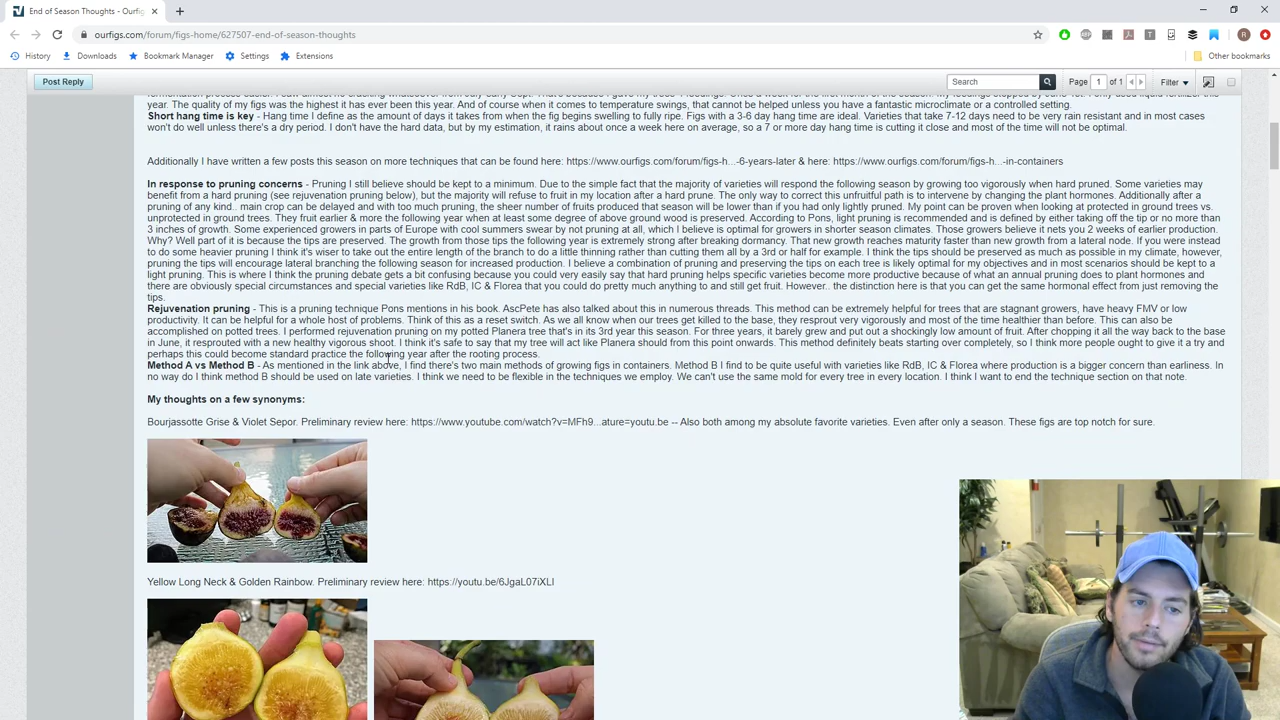 End of Season Thoughts - Ourfigs
ourfigs.com/forum/figs-home/627507-end-of-season-thoughts
History Downloads Bookmark Manager Settings Extensions Other bookmarks
Post Reply Search Page 1 of 1 Filter
year. The quality of my figs was the highest it has ever been this year. And of course when it comes to temperature swings, that cannot be helped unless you have a fantastic microclimate or a controlled setting.
Short hang time is key - Hang time I define as the amount of days it takes from when the fig begins swelling to fully ripe. Figs with a 3-6 day hang time are ideal. Varieties that take 7-12 days need to be very rain resistant and in most cases
won't do well unless there's a dry period. I don't have the hard data, but by my estimation, it rains about once a week here on average, so a 7 or more day hang time is cutting it close and most of the time will not be optimal.
Additionally I have written a few posts this season on more techniques that can be found here: https://www.ourfigs.com/forum/figs-h...-6-years-later & here: https://www.ourfigs.com/forum/figs-h...-in-containers
In response to pruning concerns - Pruning I still believe should be kept to a minimum. Due to the simple fact that the majority of varieties will respond the following season by growing too vigorously when hard pruned. Some varieties may
benefit from a hard pruning (see rejuvenation pruning below), but the majority will refuse to fruit in my location after a hard prune. The only way to correct this unfruitful path is to intervene by changing the plant hormones. Additionally after a
pruning of any kind.. main crop can be delayed and with too much pruning, the sheer number of fruits produced that season will be lower than if you had only lightly pruned. My point can be proven when looking at protected in ground trees vs.
unprotected in ground trees. They fruit earlier & more the following year when at least some degree of above ground wood is preserved. According to Pons, light pruning is recommended and is defined by either taking off the tip or no more than
3 inches of growth. Some experienced growers in parts of Europe with cool summers swear by not pruning at all, which I believe is optimal for growers in shorter season climates. Those growers believe it nets you 2 weeks of earlier production.
Why? Well part of it is because the tips are preserved. The growth from those tips the following year is extremely strong after breaking dormancy. That new growth reaches maturity faster than new growth from a lateral node. If you were instead
to do some heavier pruning I think it's wiser to take out the entire length of the branch to do a little thinning rather than cutting them all by a 3rd or half for example. I think the tips should be preserved as much as possible in my climate, however,
pruning the tips will encourage lateral branching the following season for increased production. I believe a combination of pruning and preserving the tips on each tree is likely optimal for my objectives and in most scenarios should be kept to a
light pruning. This is where I think the pruning debate gets a bit confusing because you could very easily say that hard pruning helps specific varieties become more productive because of what an annual pruning does to plant hormones and
there are obviously special circumstances and special varieties like RdB, IC & Florea that you could do pretty much anything to and still get fruit. However.. the distinction here is that you can get the same hormonal effect from just removing the
tips.
Rejuvenation pruning - This is a pruning technique Pons mentions in his book. AscPete has also talked about this in numerous threads. This method can be extremely helpful for trees that are stagnant growers, have heavy FMV or low
productivity. It can be helpful for a whole host of problems. Think of this as a reset switch. As we all know when our trees get killed to the base, they resprout very vigorously and most of the time healthier than before. This can also be
accomplished on potted trees. I performed rejuvenation pruning on my potted Planera tree that's in its 3rd year this season. For three years, it barely grew and put out a shockingly low amount of fruit. After chopping it all the way back to the base
in June, it resprouted with a new healthy vigorous shoot. I think it's safe to say that my tree will act like Planera should from this point onwards. This method definitely beats starting over completely, so I think more people ought to give it a try and
perhaps this could become standard practice the following year after the rooting process.
Method A vs Method B - As mentioned in the link above, I find there's two main methods of growing figs in containers. Method B I find to be quite useful with varieties like RdB, IC & Florea where production is a bigger concern than earliness. In
no way do I think method B should be used on late varieties. I think we need to be flexible in the techniques we employ. We can't use the same mold for every tree in every location. I think I want to end the technique section on that note.
My thoughts on a few synonyms:
Bourjassotte Grise & Violet Sepor. Preliminary review here: https://www.youtube.com/watch?v=MFh9...ature=youtu.be -- Also both among my absolute favorite varieties. Even after only a season. These figs are top notch for sure.
Yellow Long Neck & Golden Rainbow. Preliminary review here: https://youtu.be/6JgaL07iXLI